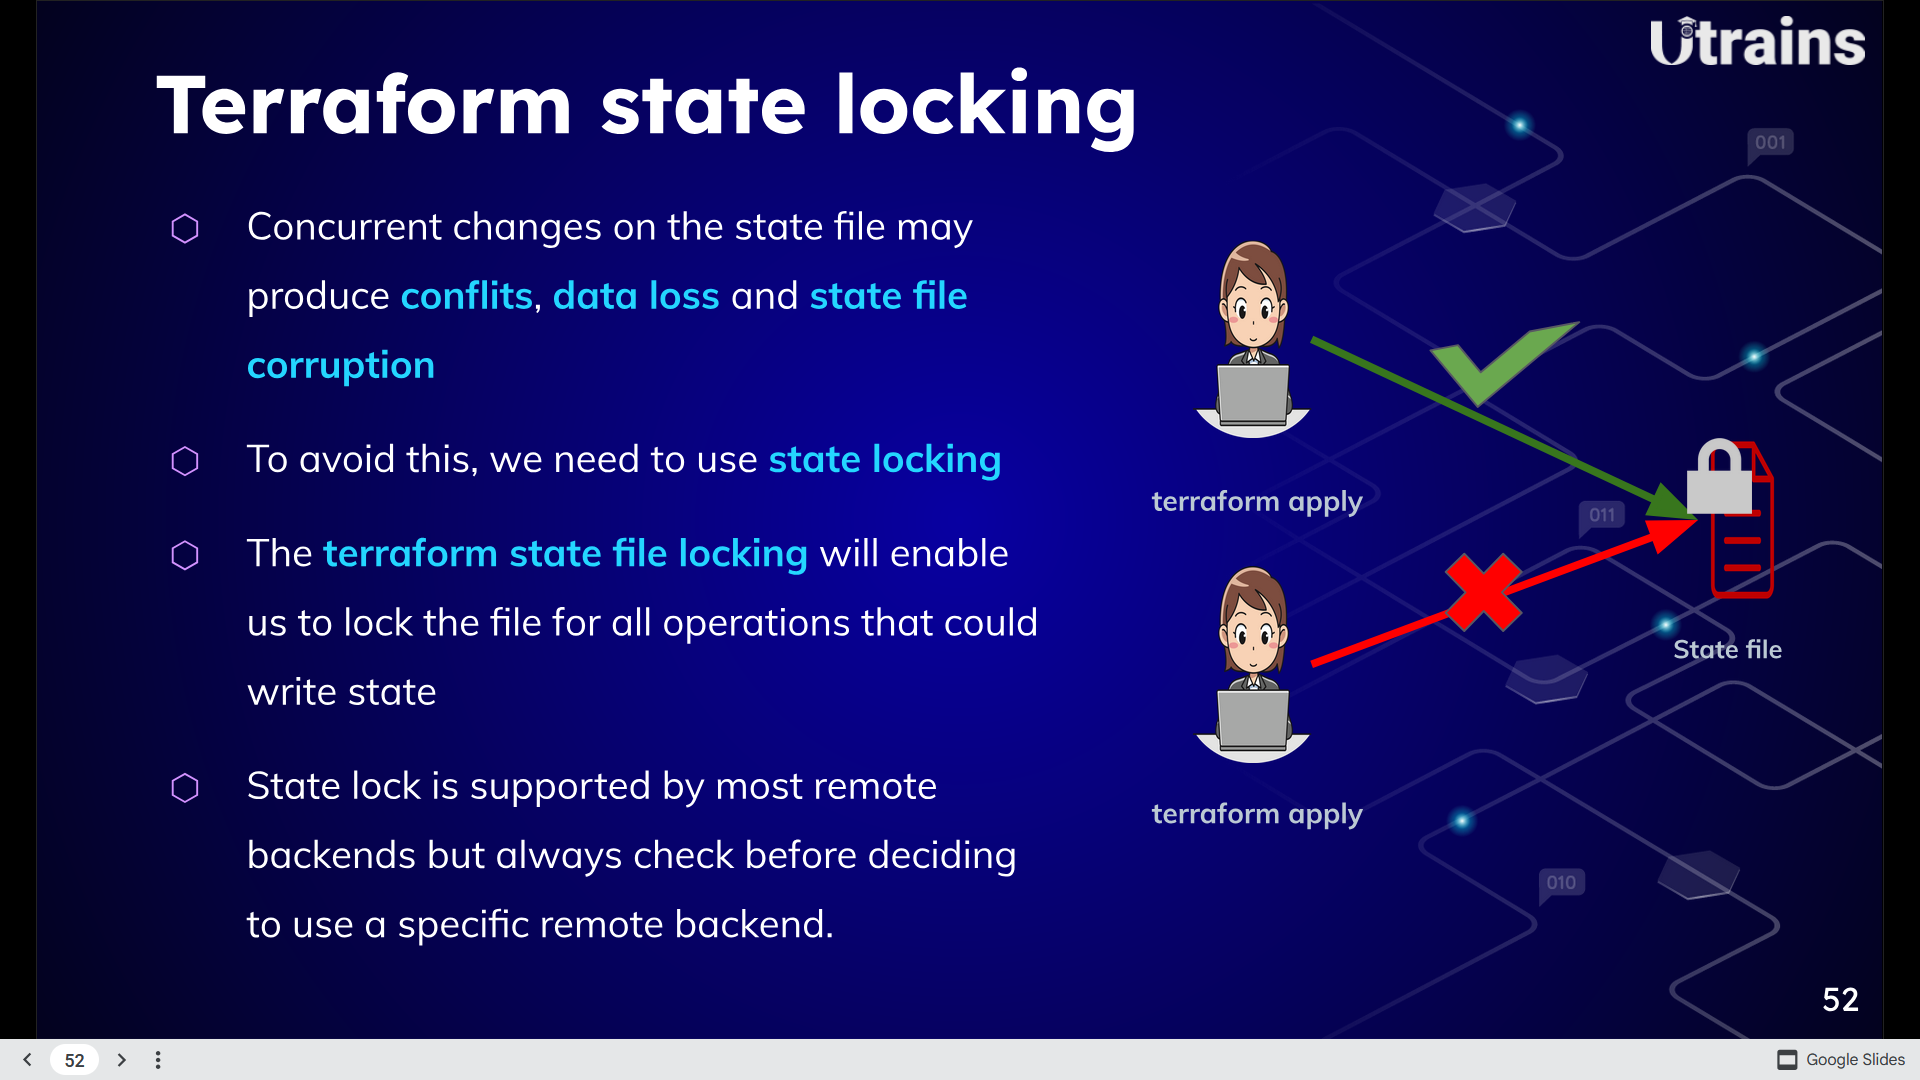 Utrains
Terraform state locking
Concurrent changes on the state file may
produce conflits, data loss and state file
corruption
To avoid this, we need to use state locking
The terraform state file locking will enable
us to lock the file for all operations that could
write state
State lock is supported by most remote
backends but always check before deciding
to use a specific remote backend.
001
terraform apply
011
State file
terraform apply
010
52
52
Google Slides